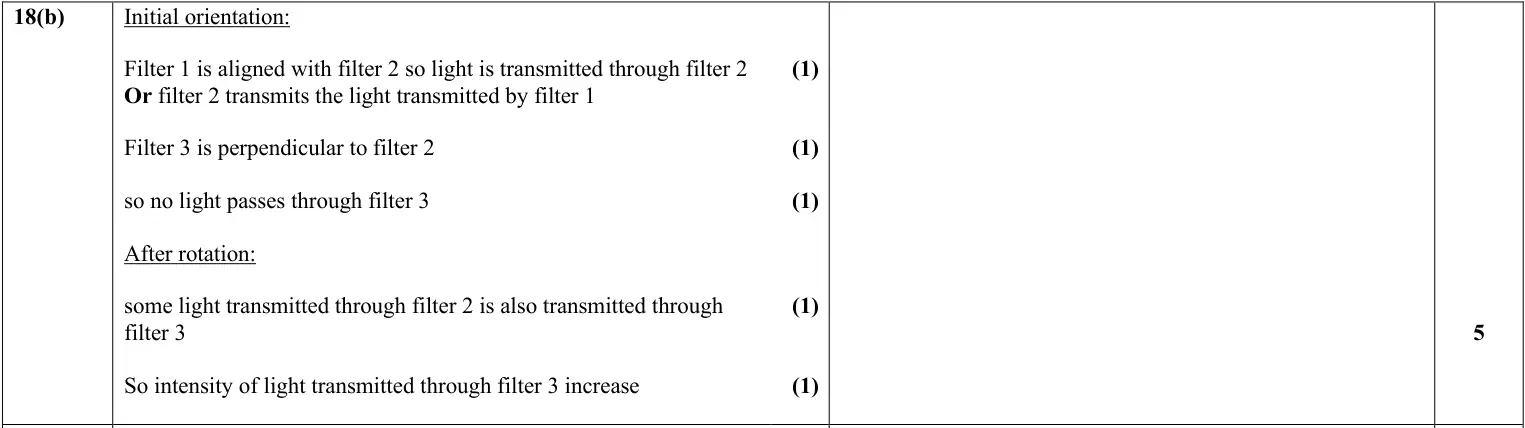 18(b) Initial orientation:
Filter 1 is aligned with filter 2 so light is transmitted through filter 2 (1)
Or filter 2 transmits the light transmitted by filter 1
Filter 3 is perpendicular to filter 2 (1)
so no light passes through filter 3 (1)
After rotation:
some light transmitted through filter 2 is also transmitted through (1)
filter 3 5
So intensity of light transmitted through filter 3 increase (1)